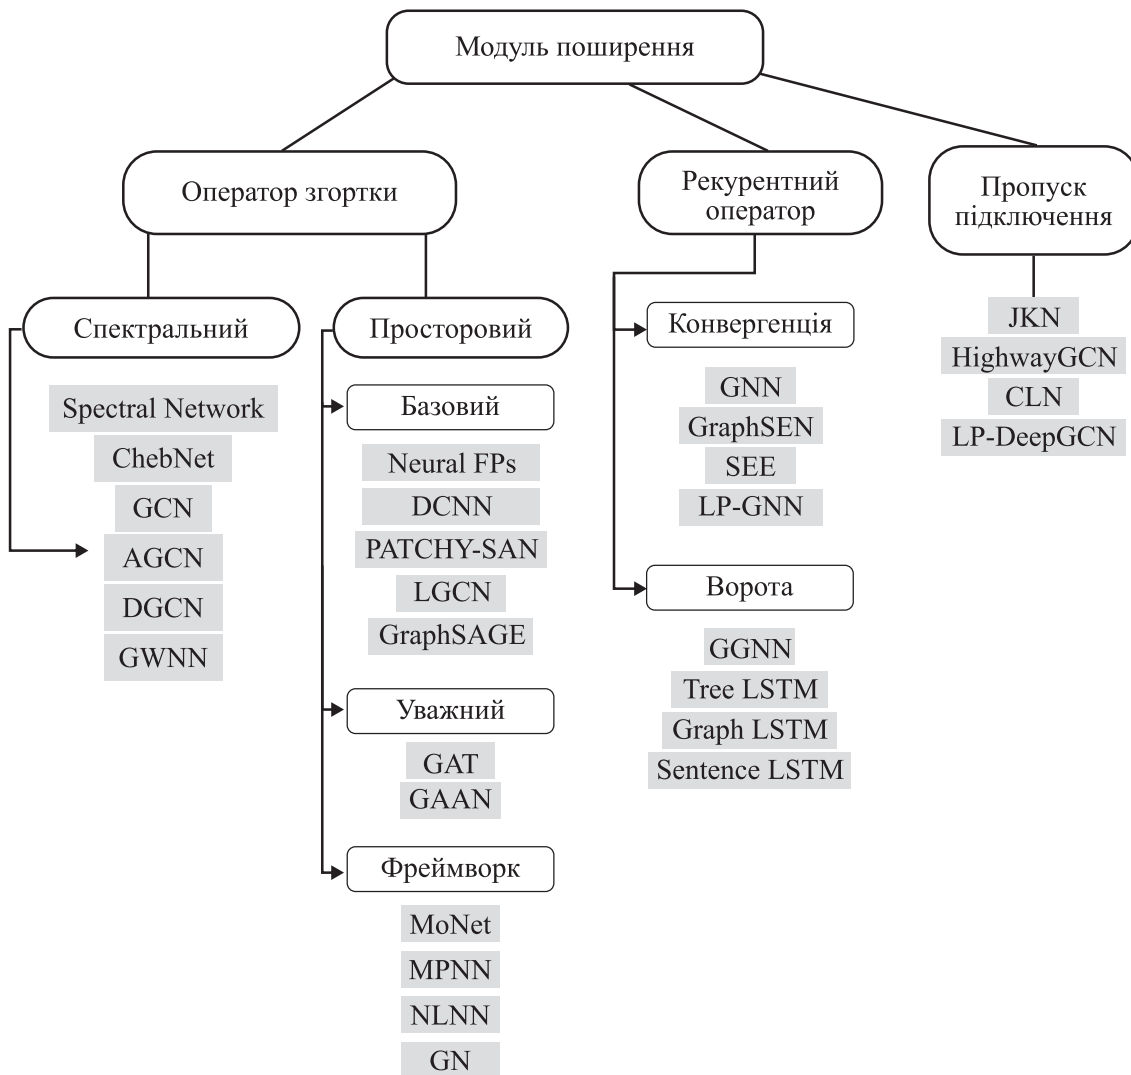 Модуль поширення
Оператор згортки
Рекурентний
оператор
Пропуск
підключення
Спектральний
Spectral Network
ChebNet
GCN
AGCN
DGCN
GWNN
Просторовий
Базовий
Neural FPs
DCNN
PATCHY-SAN
LGCN
GraphSAGE
Уважний
GAT
GAAN
Фреймворк
MoNet
MPNN
NLNN
GN
Конвергенція
GNN
GraphSEN
SEE
LP-GNN
Ворота
GGNN
Tree LSTM
Graph LSTM
Sentence LSTM
JKN
HighwayGCN
CLN
LP-DeepGCN